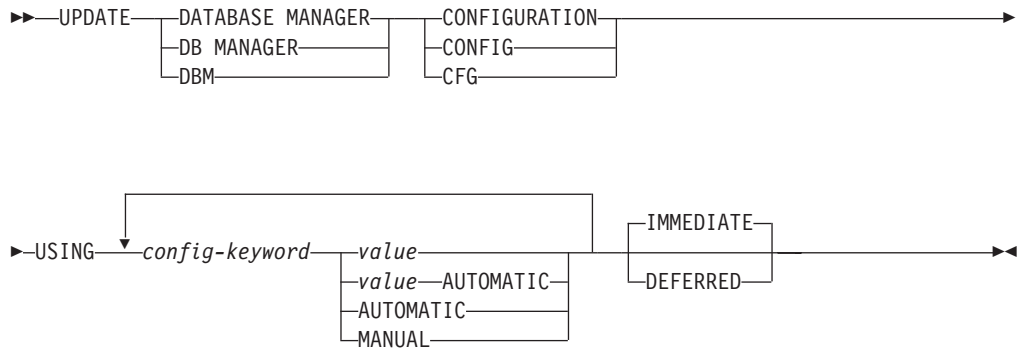 UPDATE DATABASE MANAGER CONFIGURATION
DB MANAGER CONFIG
DBM CFG
IMMEDIATE
USING config-keyword value
value AUTOMATIC DEFERRED
AUTOMATIC
MANUAL